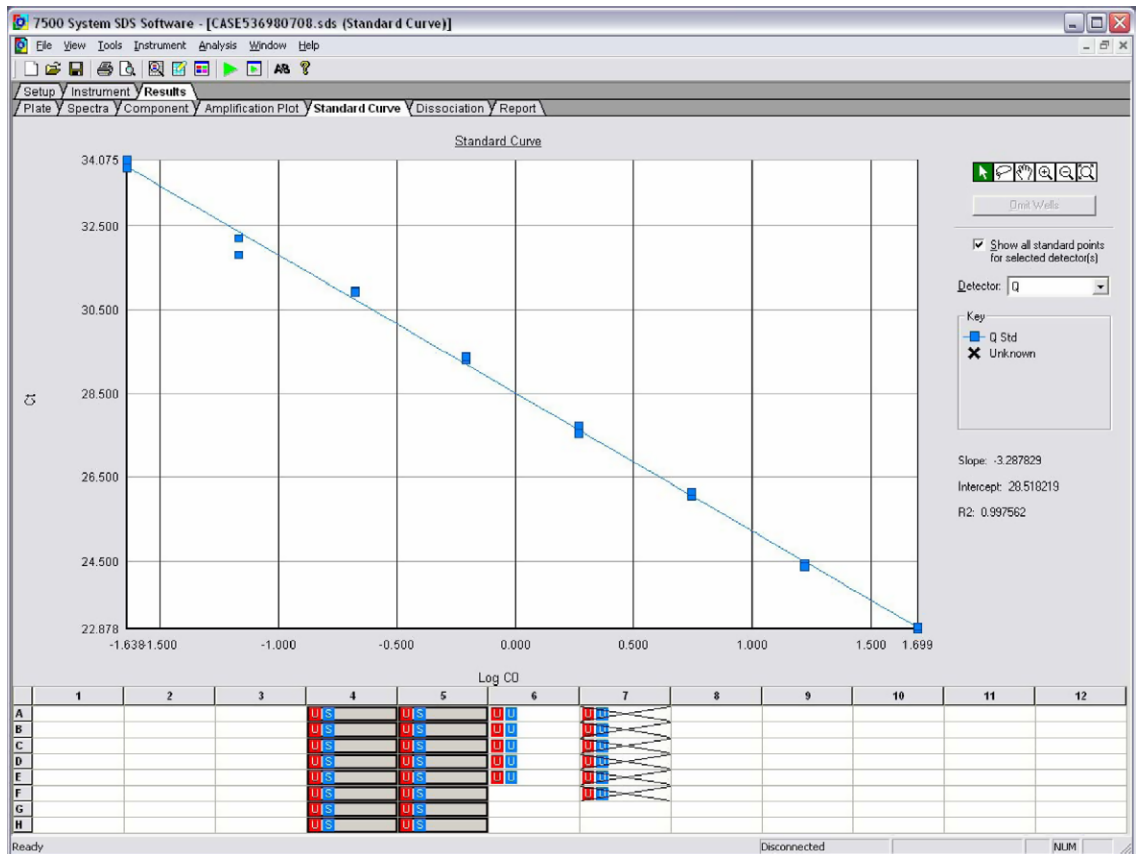 7500 System SDS Software - [CASE536980708.sds (Standard Curve)]
File View Tools Instrument Analysis Window Help
Setup Instrument Results
Plate Spectra Component Amplification Plot Standard Curve Dissociation Report
Standard Curve
34.075
32.500
30.500
28.500
26.500
24.500
22.878
Ct
-1.638 -1.500 -1.000 -0.500 0.000 0.500 1.000 1.500 1.699
Log C0
Omit Wells
Show all standard points
for selected detector(s)
Detector: Q
Key
Q Std
Unknown
Slope: -3.287829
Intercept: 28.518219
R2: 0.997562
1 2 3 4 5 6 7 8 9 10 11 12
A U S U S U U U U
B U S U S U U U U
C U S U S U U U U
D U S U S U U U U
E U S U S U U U U
F U S U S U U
G U S U S
H U S U S
Ready Disconnected NUM